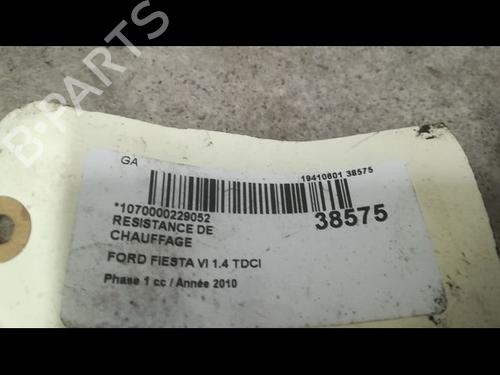 B-PARTS
GA
19410601 38575
*1070000229052
38575
RESISTANCE DE
CHAUFFAGE
FORD FIESTA VI 1.4 TDCI
Phase 1 cc / Année 2010